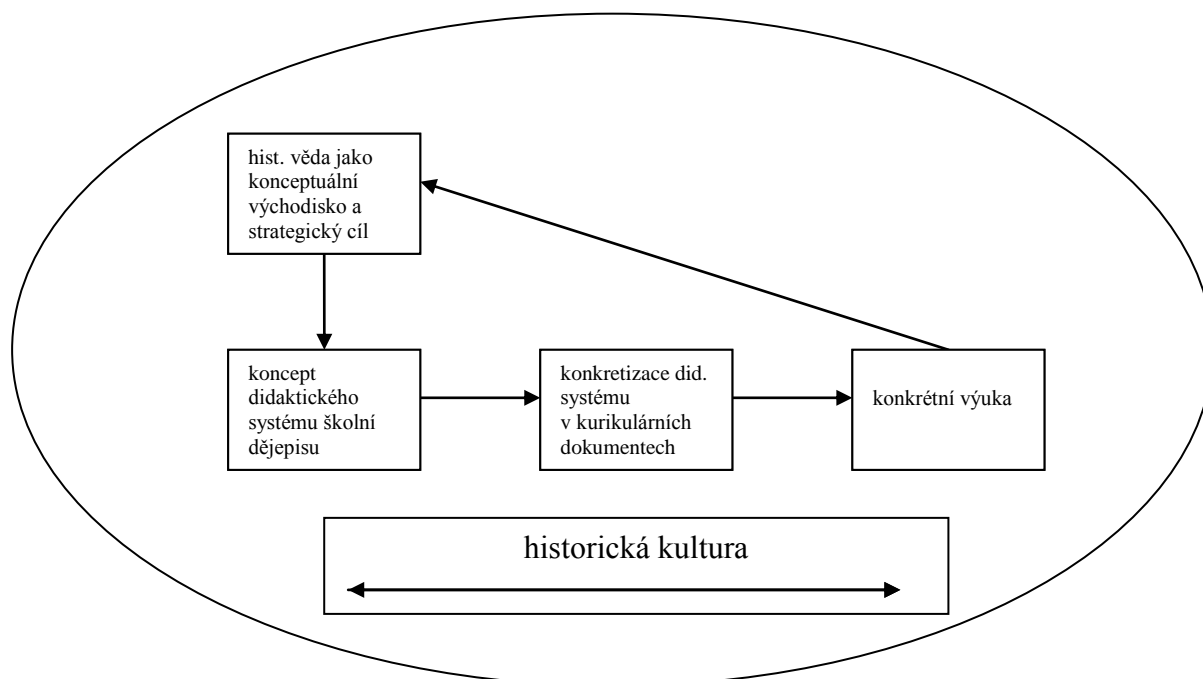 hist. věda jako
konceptuální
východisko a
strategický cíl
koncept
didaktického
systému školní
dějepisu
konkretizace did.
systému
v kurikulárních
dokumentech
konkrétní výuka
historická kultura